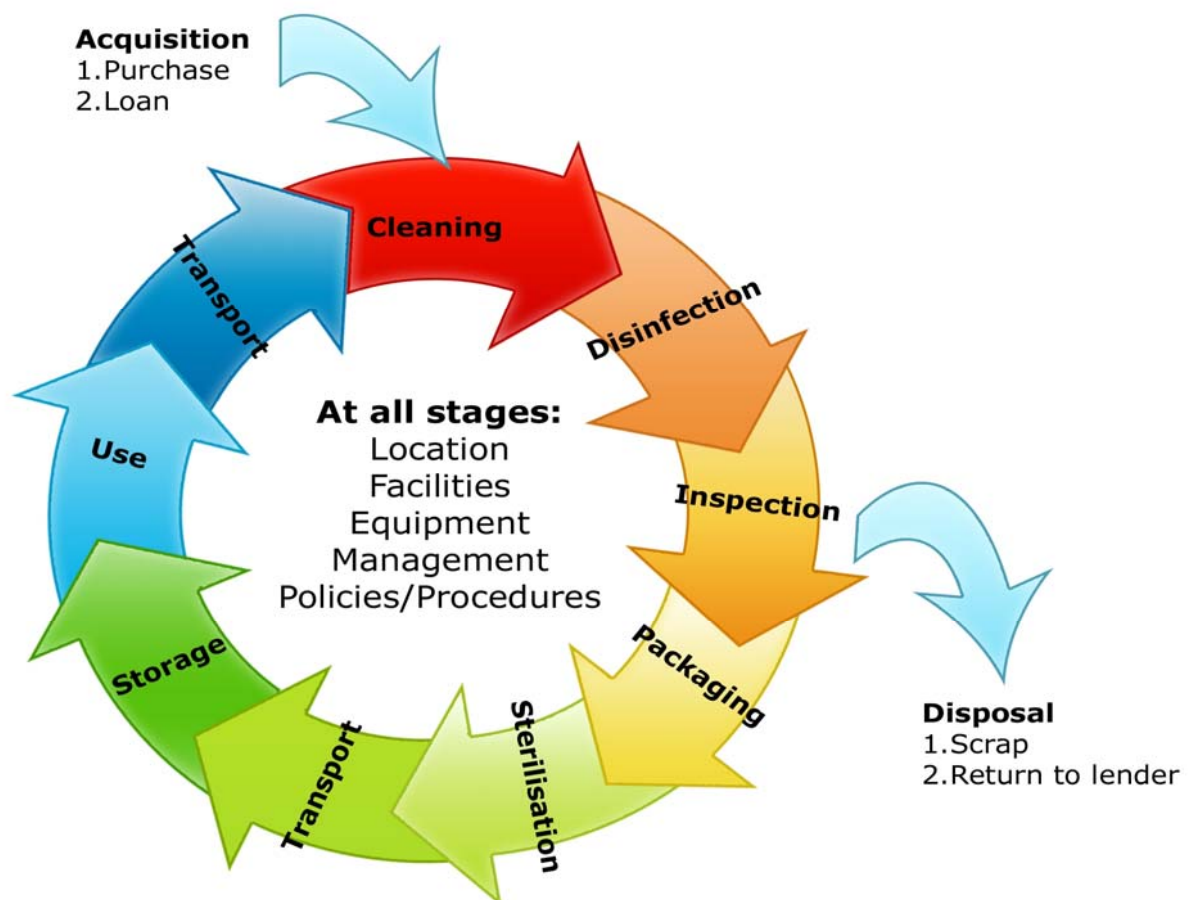 Acquisition
1.Purchase
2.Loan
Cleaning
Disinfection
Inspection
Packaging
Sterilisation
Transport
Storage
Use
Transport
At all stages:
Location
Facilities
Equipment
Management
Policies/Procedures
Disposal
1.Scrap
2.Return to lender